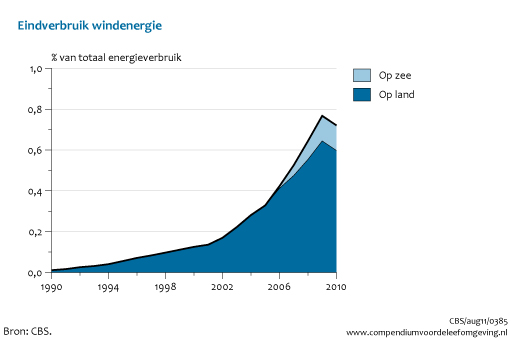 Eindverbruik windenergie
% van totaal energieverbruik
1,0
0,8
0,6
0,4
0,2
0,0
1990 1994 1998 2002 2006 2010
Op zee
Op land
CBS/aug11/0385
Bron: CBS.
www.compendiumvoordeleefomgeving.nl